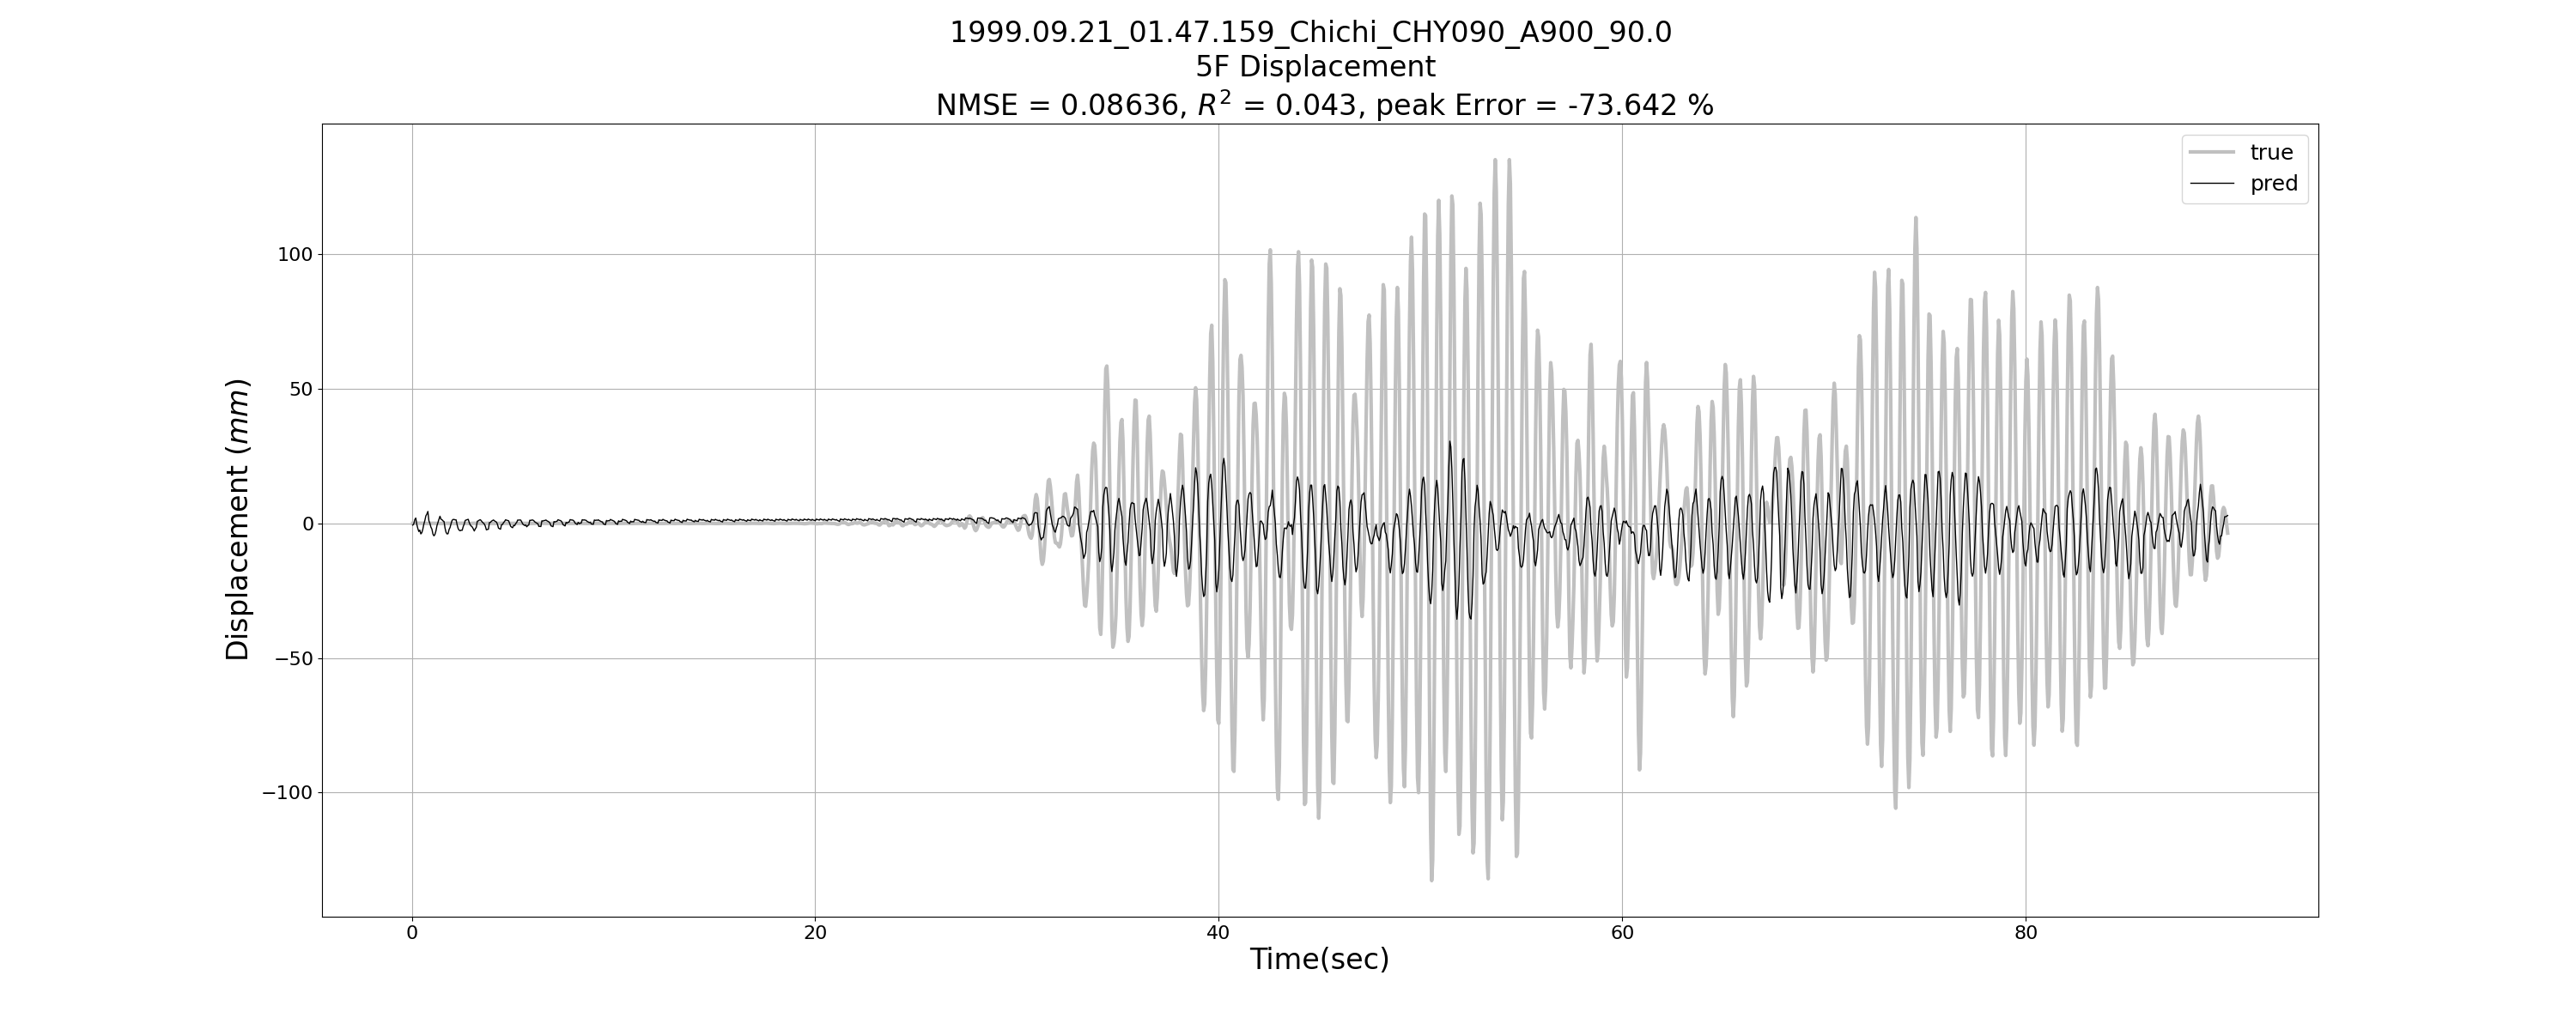 1999.09.21_01.47.159_Chichi_CHY090_A900_90.0
5F Displacement
NMSE = 0.08636, R² = 0.043, peak Error = -73.642 %
true
pred
Displacement (mm)
100
50
0
−50
−100
0 20 40 60 80
Time(sec)